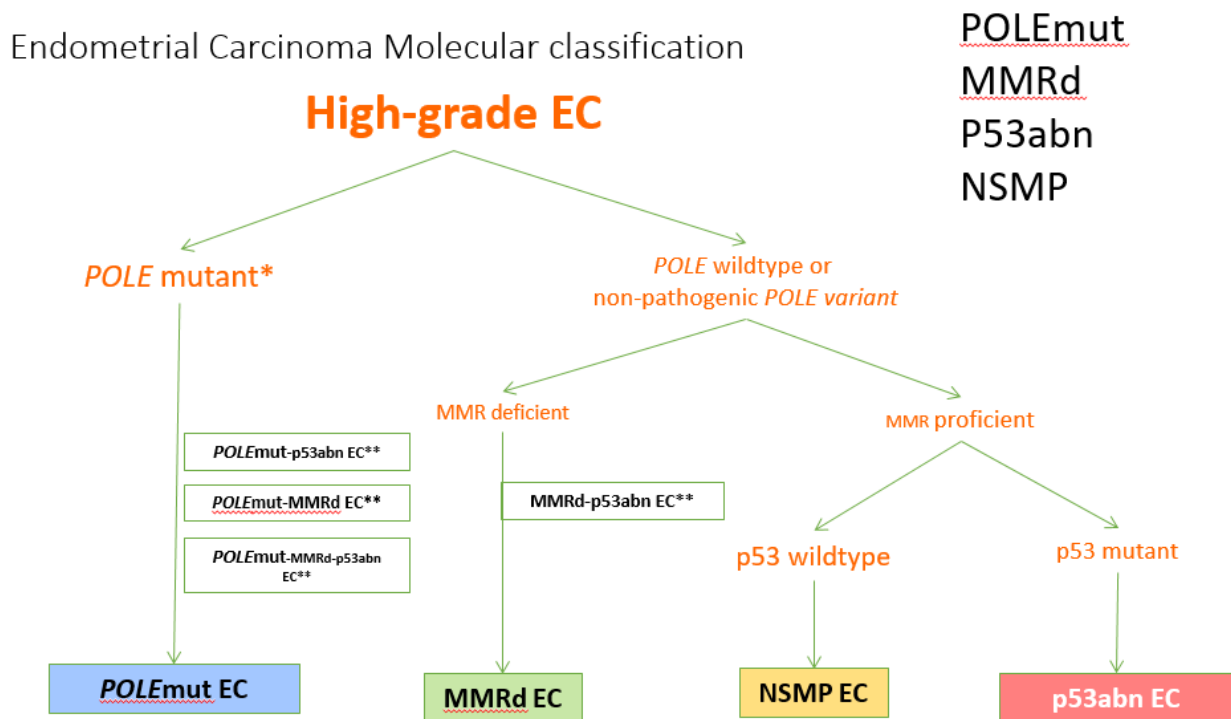 Endometrial Carcinoma Molecular classification
POLEmut
MMRd
P53abn
NSMP
High-grade EC
POLE mutant*
POLE wildtype or
non-pathogenic POLE variant
MMR deficient
MMR proficient
POLEmut-p53abn EC**
POLEmut-MMRd EC**
POLEmut-MMRd-p53abn
EC**
MMRd-p53abn EC**
p53 wildtype
p53 mutant
POLEmut EC
MMRd EC
NSMP EC
p53abn EC